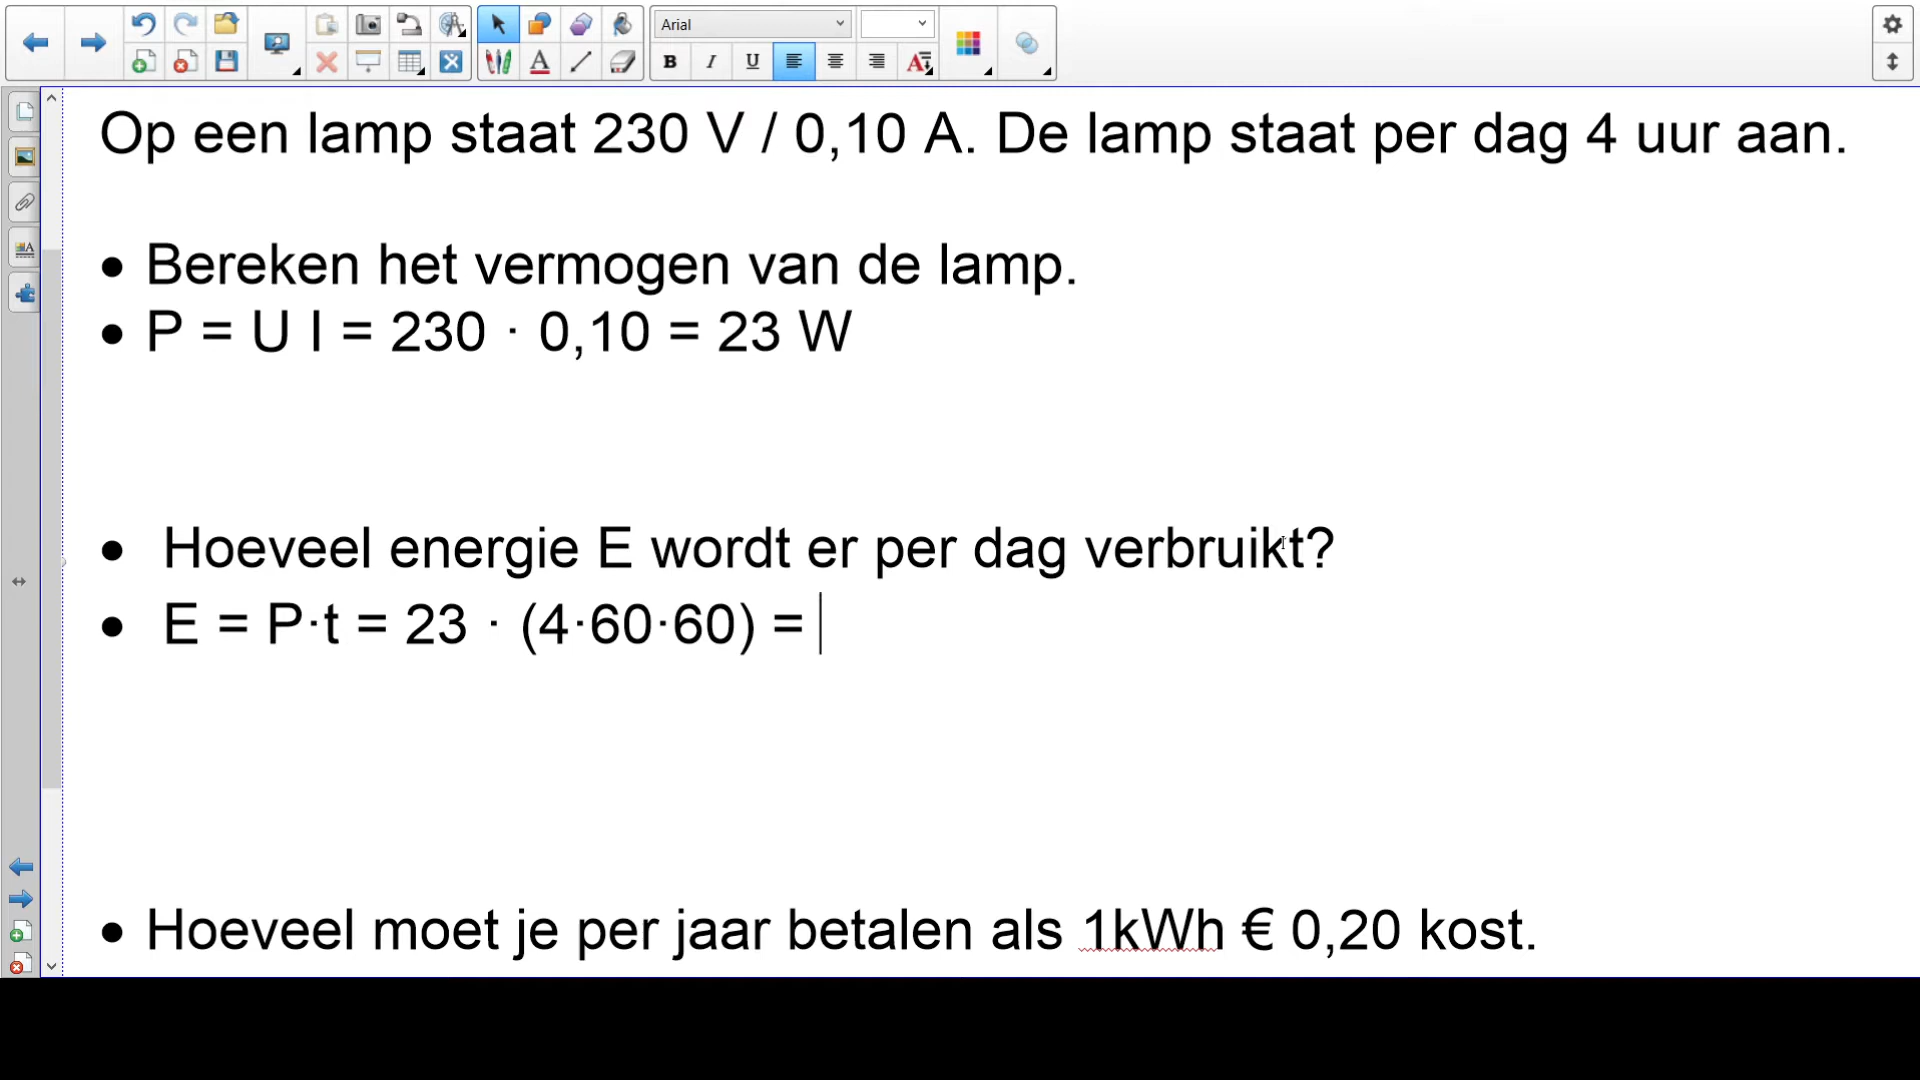 Arial
B I U A
Op een lamp staat 230 V / 0,10 A. De lamp staat per dag 4 uur aan.
• Bereken het vermogen van de lamp.
• P = U I = 230 · 0,10 = 23 W
• Hoeveel energie E wordt er per dag verbruikt?
• E = P·t = 23 · (4·60·60) =
• Hoeveel moet je per jaar betalen als 1kWh € 0,20 kost.